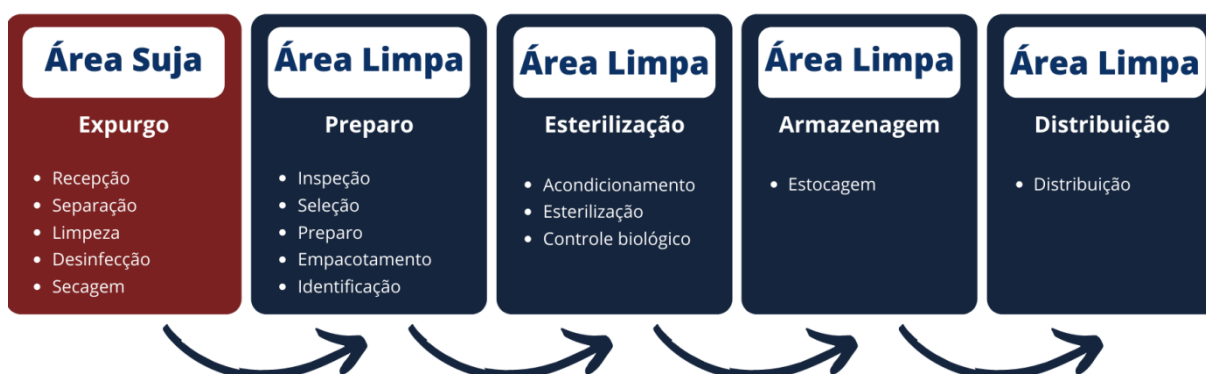 Área Suja
Expurgo
• Recepção
• Separação
• Limpeza
• Desinfecção
• Secagem
Área Limpa
Preparo
• Inspeção
• Seleção
• Preparo
• Empacotamento
• Identificação
Área Limpa
Esterilização
• Acondicionamento
• Esterilização
• Controle biológico
Área Limpa
Armazenagem
• Estocagem
Área Limpa
Distribuição
• Distribuição